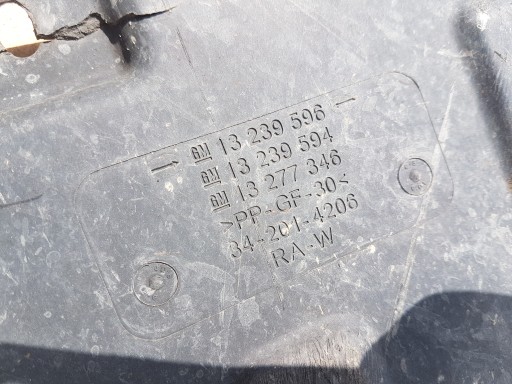 GM 13 239 596
GM 13 239 594
GM 13 277 346
>PP-GF-30<
34-201-4206
RA-W